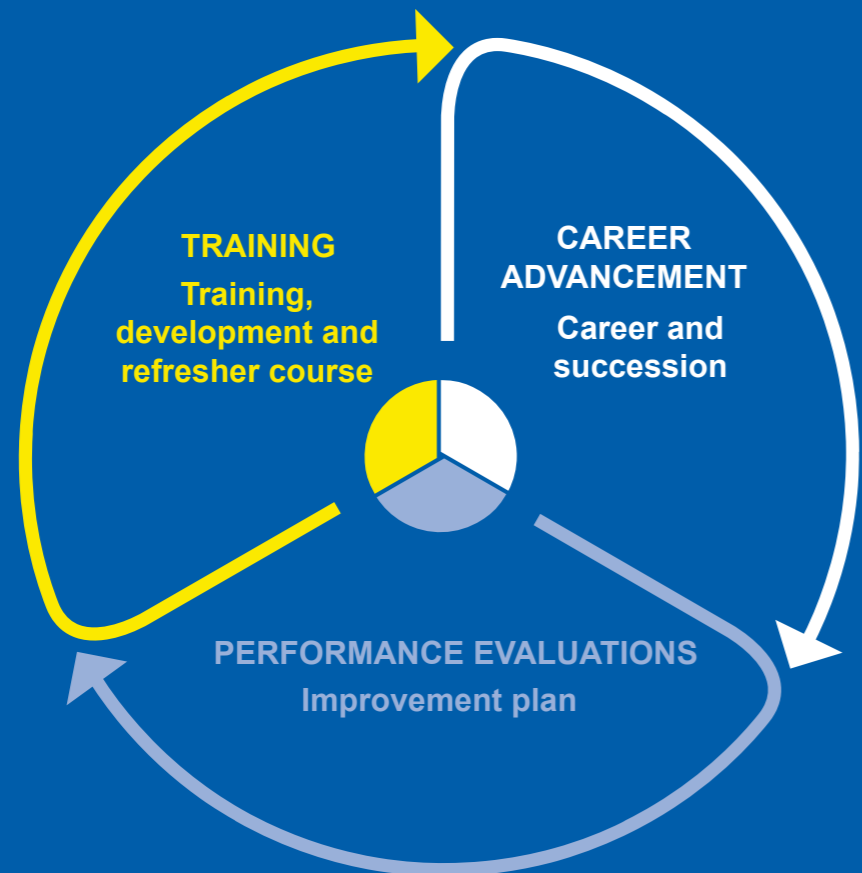 TRAINING
Training,
development and
refresher course
CAREER
ADVANCEMENT
Career and
succession
PERFORMANCE EVALUATIONS
Improvement plan